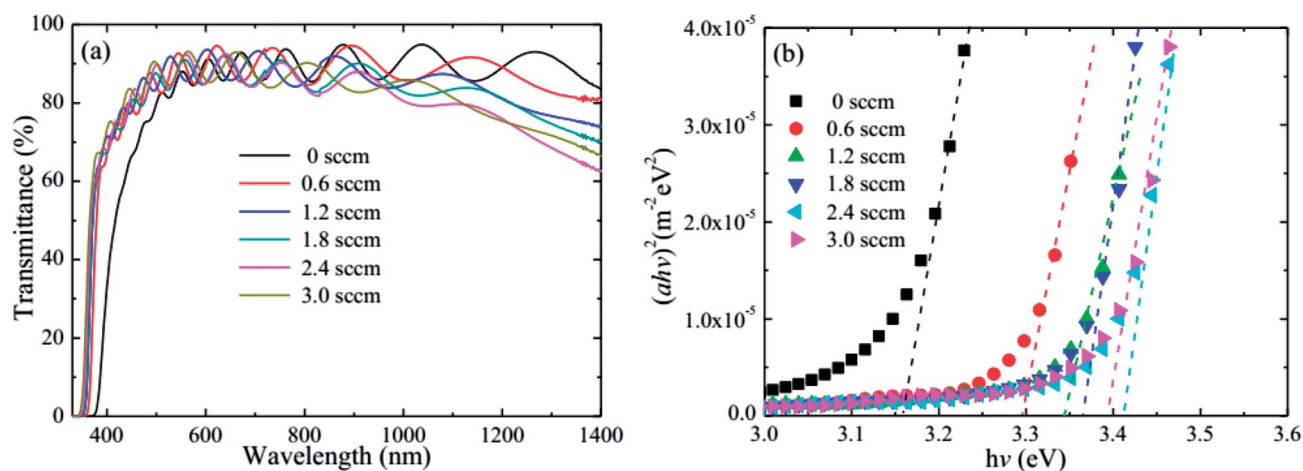 (a)
100
80
60
40
20
0
Transmittance (%)
0 sccm
0.6 sccm
1.2 sccm
1.8 sccm
2.4 sccm
3.0 sccm
400 600 800 1000 1200 1400
Wavelength (nm)
(b)
4.0x10⁻⁵
3.0x10⁻⁵
2.0x10⁻⁵
1.0x10⁻⁵
0.0
(ahν)² (m⁻²eV²)
0 sccm
0.6 sccm
1.2 sccm
1.8 sccm
2.4 sccm
3.0 sccm
3.0 3.1 3.2 3.3 3.4 3.5 3.6
hν (eV)